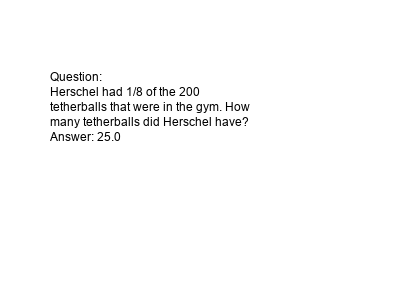 Question:
Herschel had 1/8 of the 200
tetherballs that were in the gym. How
many tetherballs did Herschel have?
Answer: 25.0